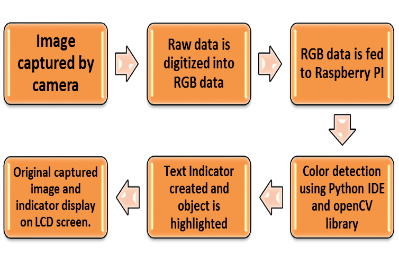 Image
captured by
camera
Raw data is
digitized into
RGB data
RGB data is fed
to Raspberry PI
Color detection
using Python IDE
and openCV
library
Text Indicator
created and
object is
highlighted
Original captured
image and
indicator display
on LCD screen.